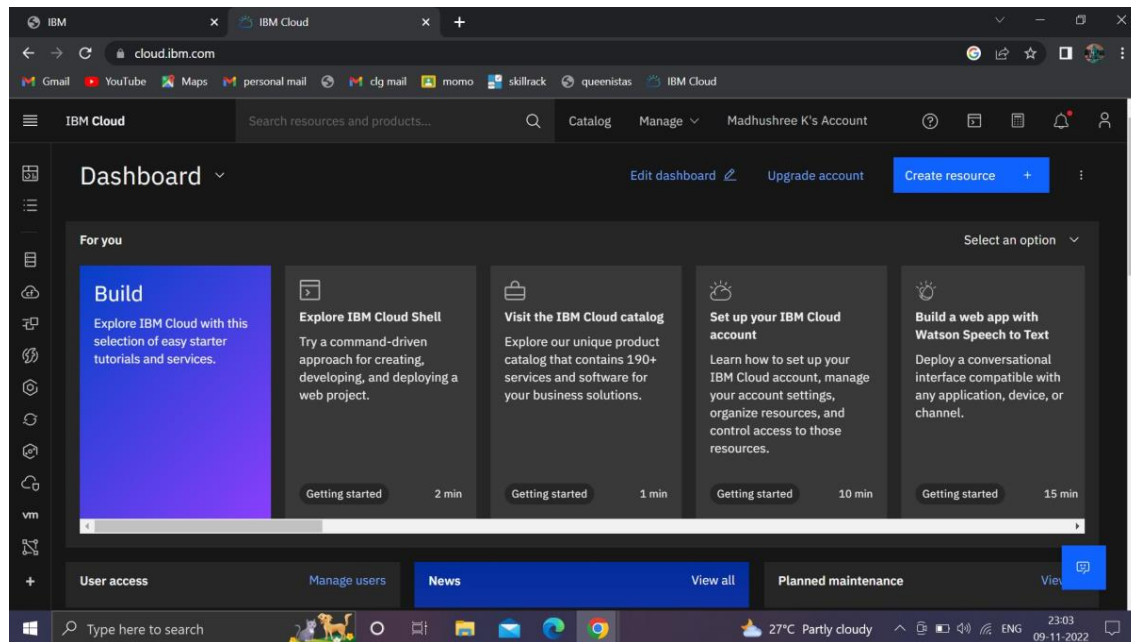 IBM
IBM Cloud
cloud.ibm.com
Gmail YouTube Maps personal mail clg mail momo skillrack queenistas IBM Cloud
IBM Cloud Search resources and products... Catalog Manage Madhushree K's Account
Dashboard Edit dashboard Upgrade account Create resource +
For you Select an option
Build
Explore IBM Cloud with this
selection of easy starter
tutorials and services.
Explore IBM Cloud Shell
Try a command-driven
approach for creating,
developing, and deploying a
web project.
Getting started 2 min
Visit the IBM Cloud catalog
Explore our unique product
catalog that contains 190+
services and software for
your business solutions.
Getting started 1 min
Set up your IBM Cloud
account
Learn how to set up your
IBM Cloud account, manage
your account settings,
organize resources, and
control access to those
resources.
Getting started 10 min
Build a web app with
Watson Speech to Text
Deploy a conversational
interface compatible with
any application, device, or
channel.
Getting started 15 min
vm
User access Manage users
News View all
Planned maintenance
Type here to search 27°C Partly cloudy ENG 23:03
09-11-2022